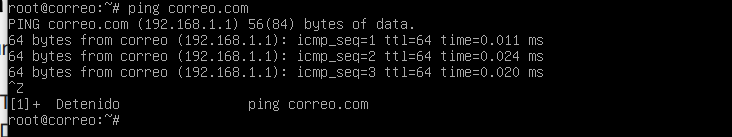 root@correo:~# ping correo.com
PING correo.com (192.168.1.1) 56(84) bytes of data.
64 bytes from correo (192.168.1.1): icmp_seq=1 ttl=64 time=0.011 ms
64 bytes from correo (192.168.1.1): icmp_seq=2 ttl=64 time=0.024 ms
64 bytes from correo (192.168.1.1): icmp_seq=3 ttl=64 time=0.020 ms
^Z
[1]+  Detenido                ping correo.com
root@correo:~#